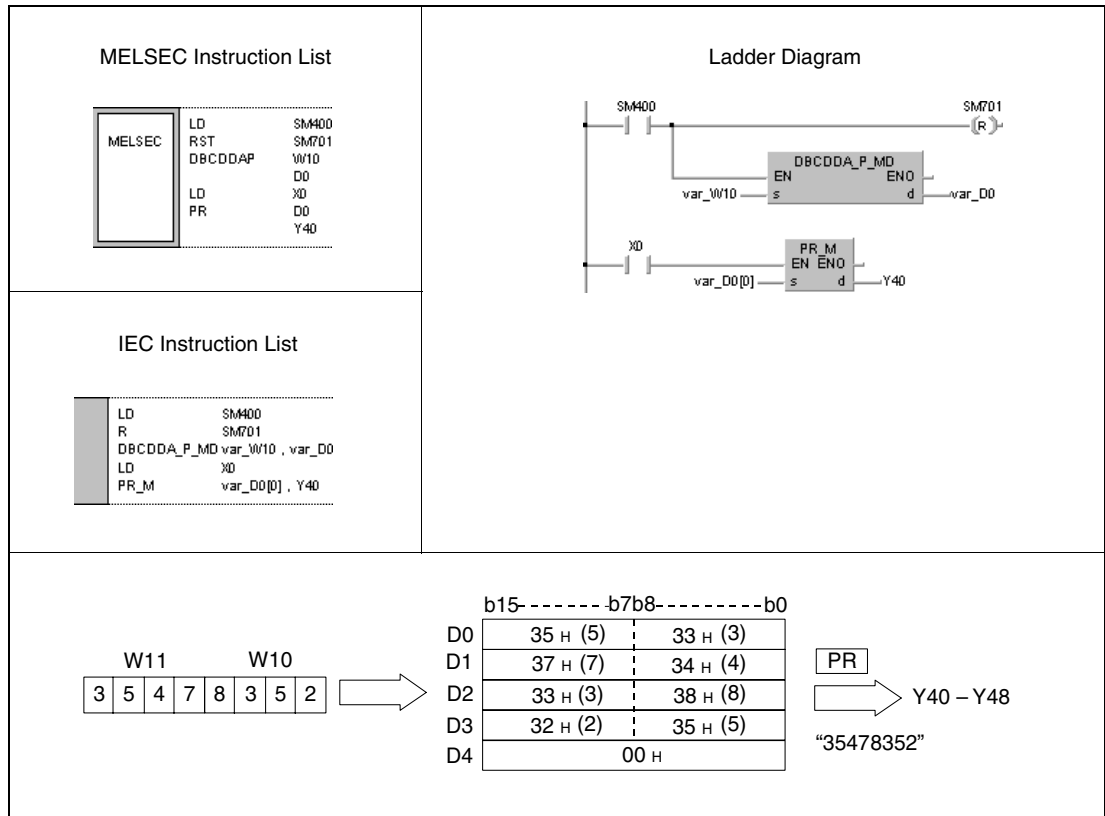 MELSEC Instruction List
MELSEC
LD SM400
RST SM701
DBCDDAP W10
D0
LD X0
PR D0
Y40
Ladder Diagram
SM400 SM701
( R )
DBCDDA_P_MD
EN ENO
var_W10 s d var_D0
X0
PR_M
EN ENO
var_D0[0] s d Y40
IEC Instruction List
LD SM400
R SM701
DBCDDA_P_MD var_W10 , var_D0
LD X0
PR_M var_D0[0] , Y40
b15--------b7b8---------b0
W11 W10
3 5 4 7 8 3 5 2
D0 35 H (5) 33 H (3)
D1 37 H (7) 34 H (4)
D2 33 H (3) 38 H (8)
D3 32 H (2) 35 H (5)
D4 00 H
PR
Y40 – Y48
“35478352”